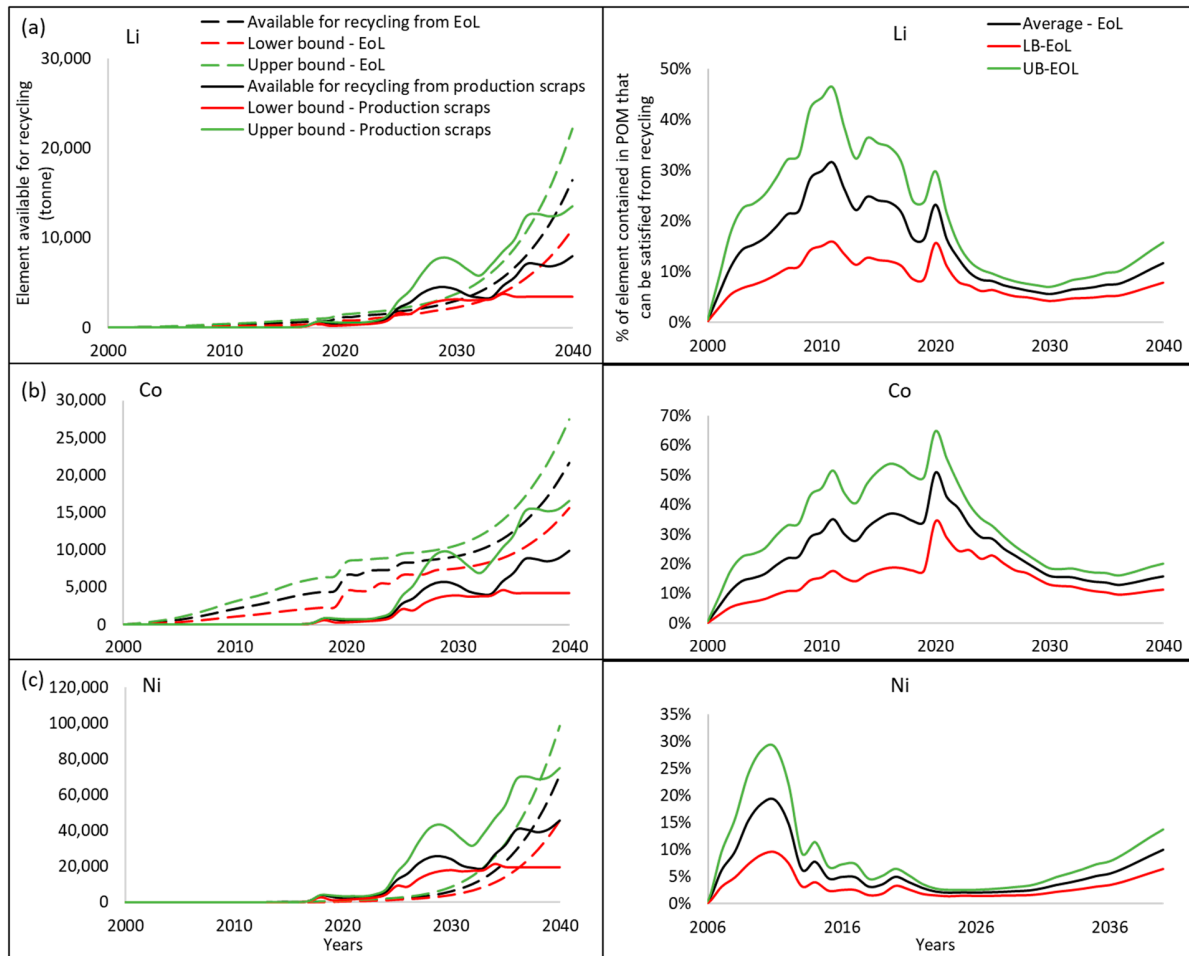 (a)
Li
Available for recycling from EoL
Lower bound - EoL
Upper bound - EoL
Available for recycling from production scraps
Lower bound - Production scraps
Upper bound - Production scraps
Element available for recycling
(tonne)
30,000
20,000
10,000
0
2000 2010 2020 2030 2040
Li
Average - EoL
LB-EoL
UB-EOL
% of element contained in POM that
can be satisfied from recycling
50%
40%
30%
20%
10%
0%
2000 2010 2020 2030 2040
(b)
Co
30,000
25,000
20,000
15,000
10,000
5,000
0
2000 2010 2020 2030 2040
Co
70%
60%
50%
40%
30%
20%
10%
0%
2000 2010 2020 2030 2040
(c)
Ni
120,000
100,000
80,000
60,000
40,000
20,000
0
2000 2010 2020 2030 2040
Years
Ni
35%
30%
25%
20%
15%
10%
5%
0%
2006 2016 2026 2036
Years